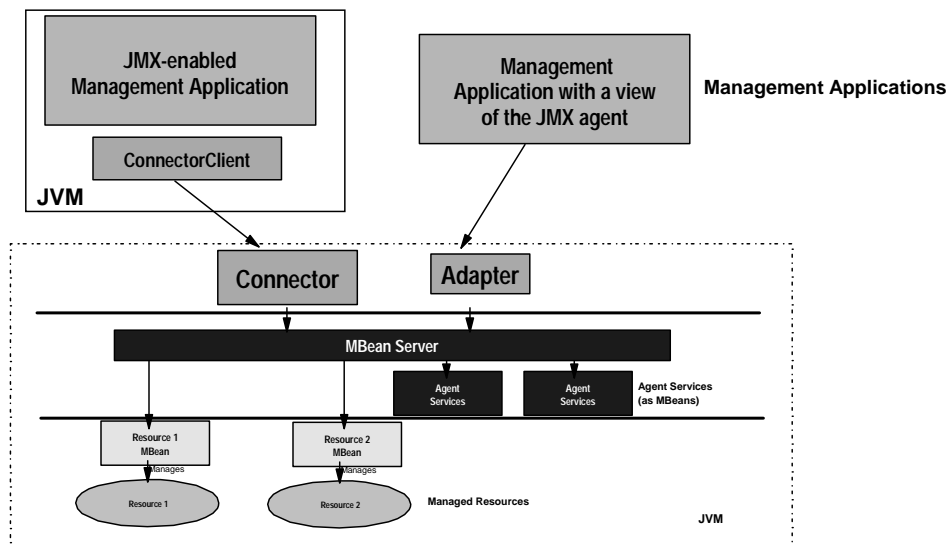 JMX-enabled
Management Application
ConnectorClient
JVM
Management
Application with a view
of the JMX agent
Management Applications
Connector
Adapter
MBean Server
Agent
Services
Agent
Services
Agent Services
(as MBeans)
Resource 1
MBean
Manages
Resource 2
MBean
Manages
Resource 1
Resource 2
Managed Resources
JVM